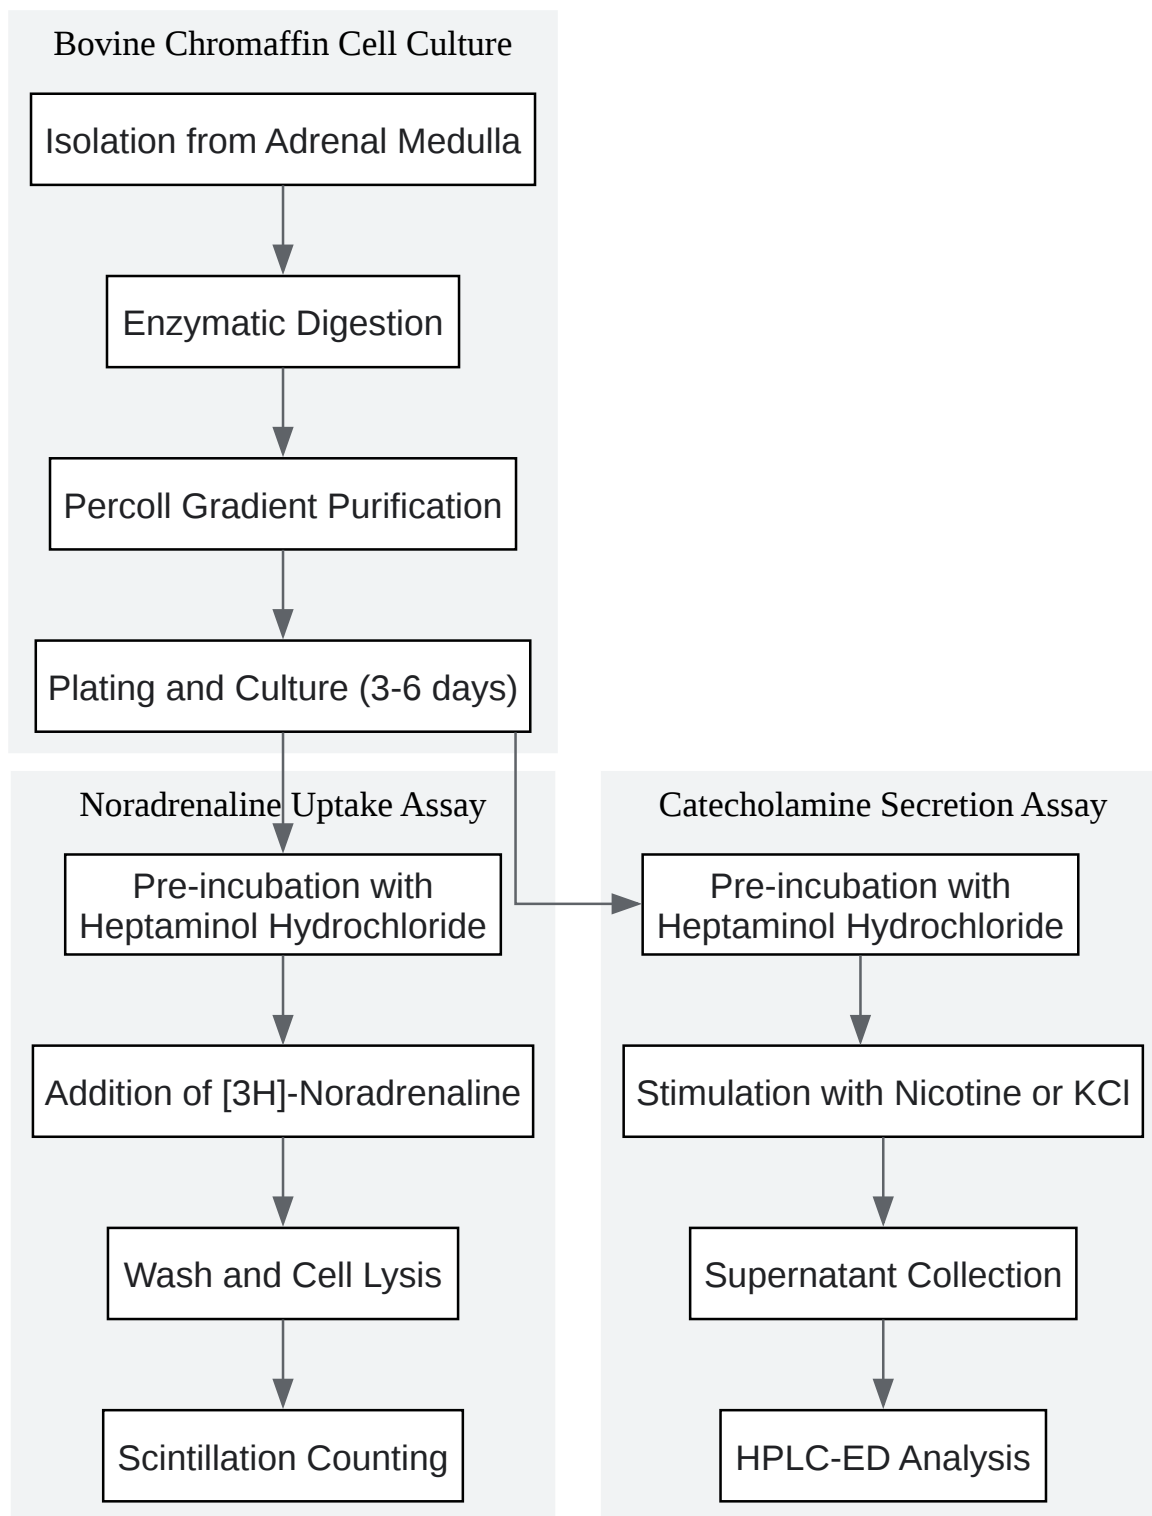 Bovine Chromaffin Cell Culture
Isolation from Adrenal Medulla
Enzymatic Digestion
Percoll Gradient Purification
Plating and Culture (3-6 days)
Noradrenaline Uptake Assay
Pre-incubation with
Heptaminol Hydrochloride
Addition of [3H]-Noradrenaline
Wash and Cell Lysis
Scintillation Counting
Catecholamine Secretion Assay
Pre-incubation with
Heptaminol Hydrochloride
Stimulation with Nicotine or KCl
Supernatant Collection
HPLC-ED Analysis